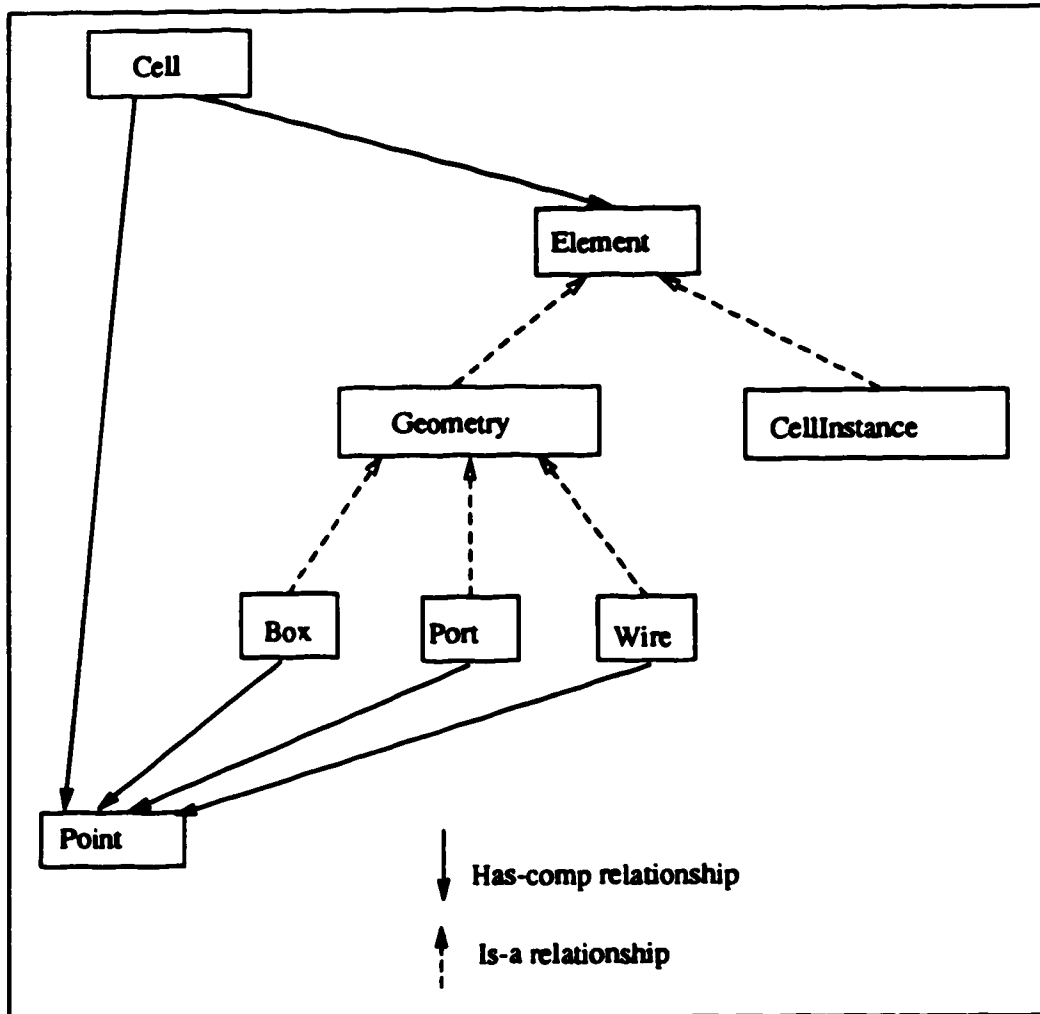 Cell
Element
Geometry
CellInstance
Box
Port
Wire
Point
Has-comp relationship
Is-a relationship